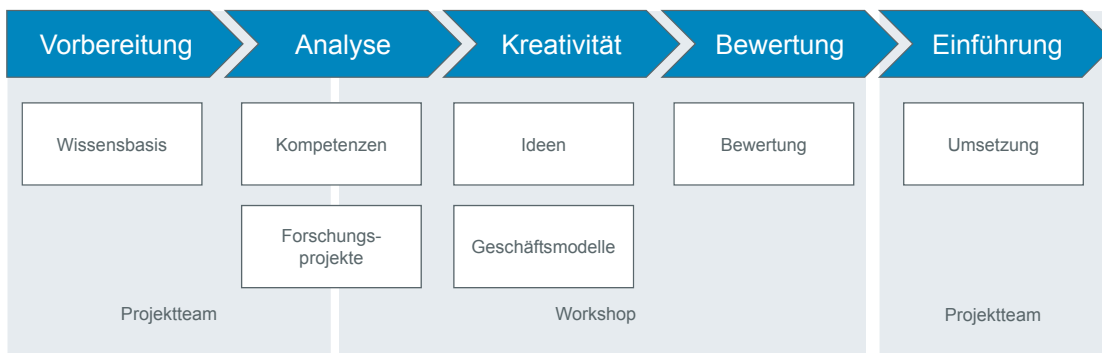 Vorbereitung
Analyse
Kreativität
Bewertung
Einführung
Wissensbasis
Kompetenzen
Ideen
Bewertung
Umsetzung
Forschungs-
projekte
Geschäftsmodelle
Projektteam
Workshop
Projektteam